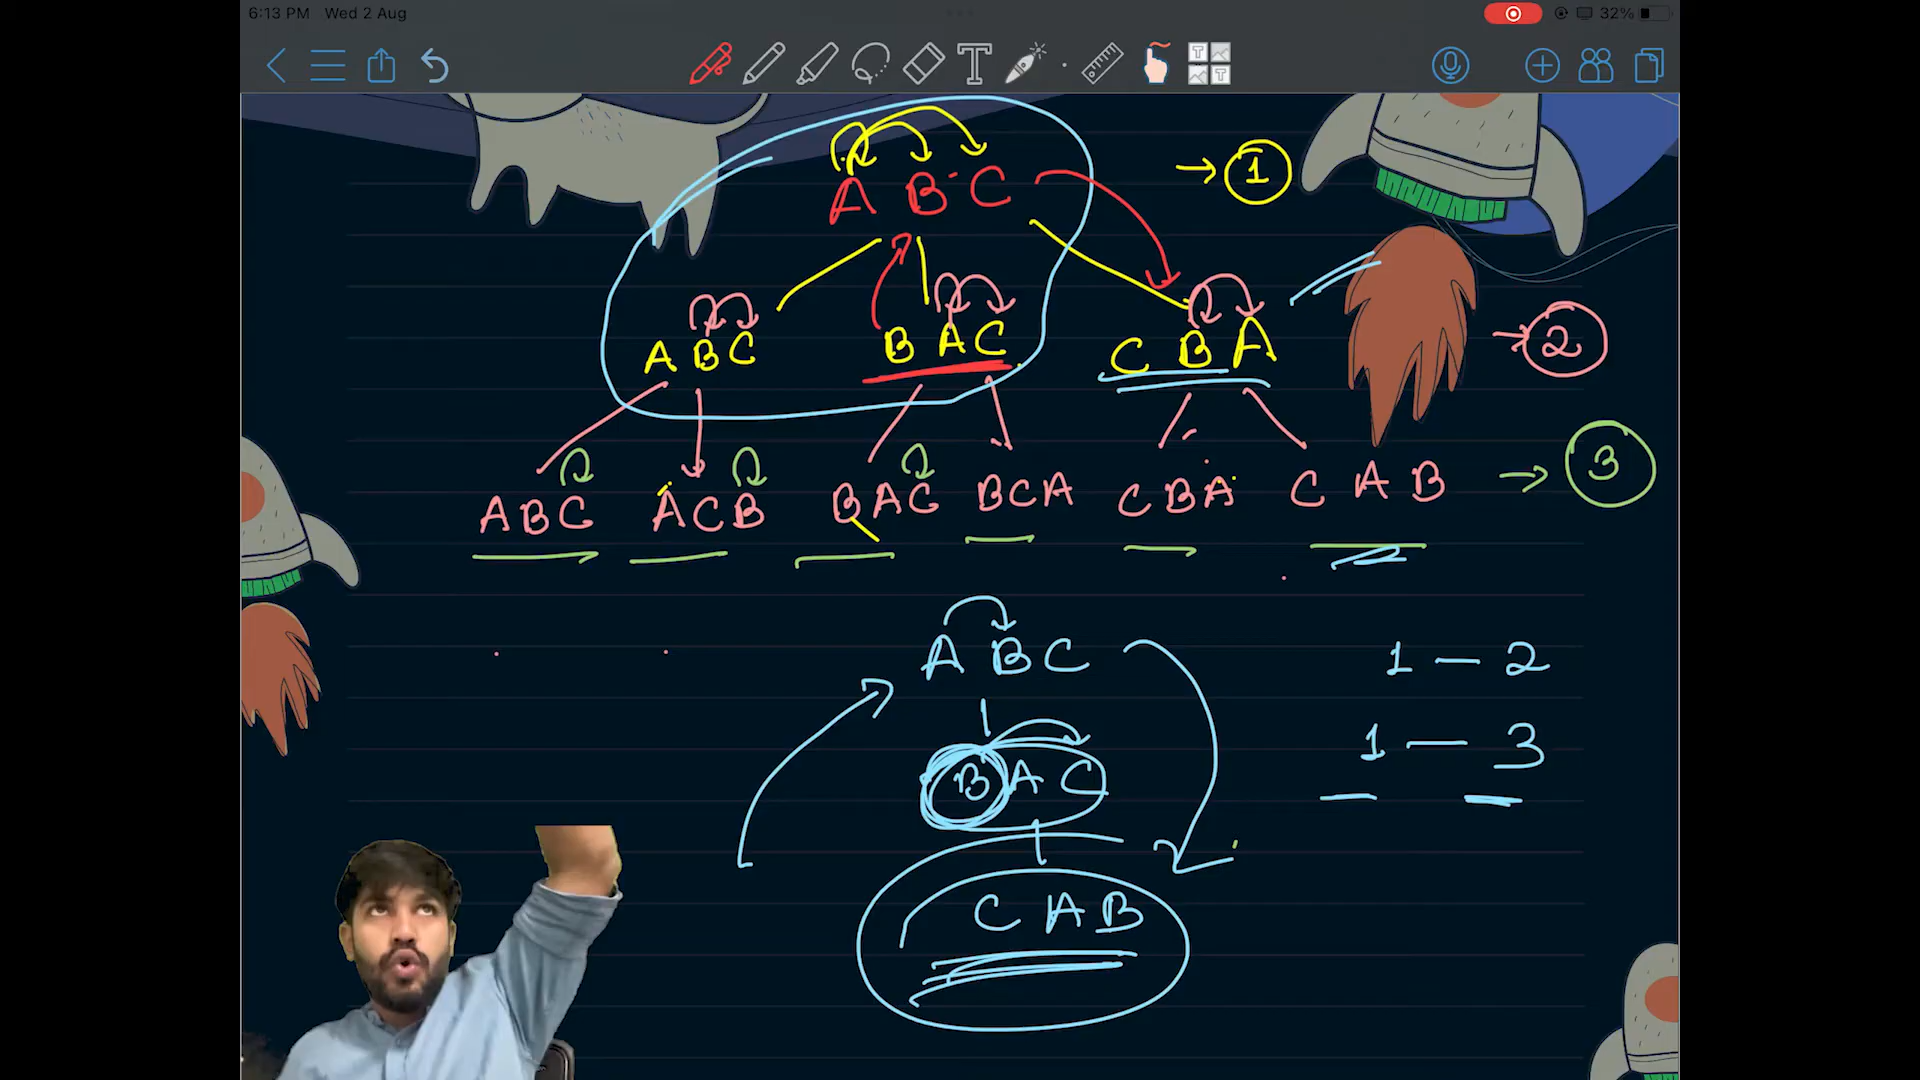 6:13 PM Wed 2 Aug 32%
A B C → 1
A B C B A C C B A → 2
A B C A C B B A C B C A C B A C A B → 3
A B C 1 — 2
B A C 1 — 3
C A B